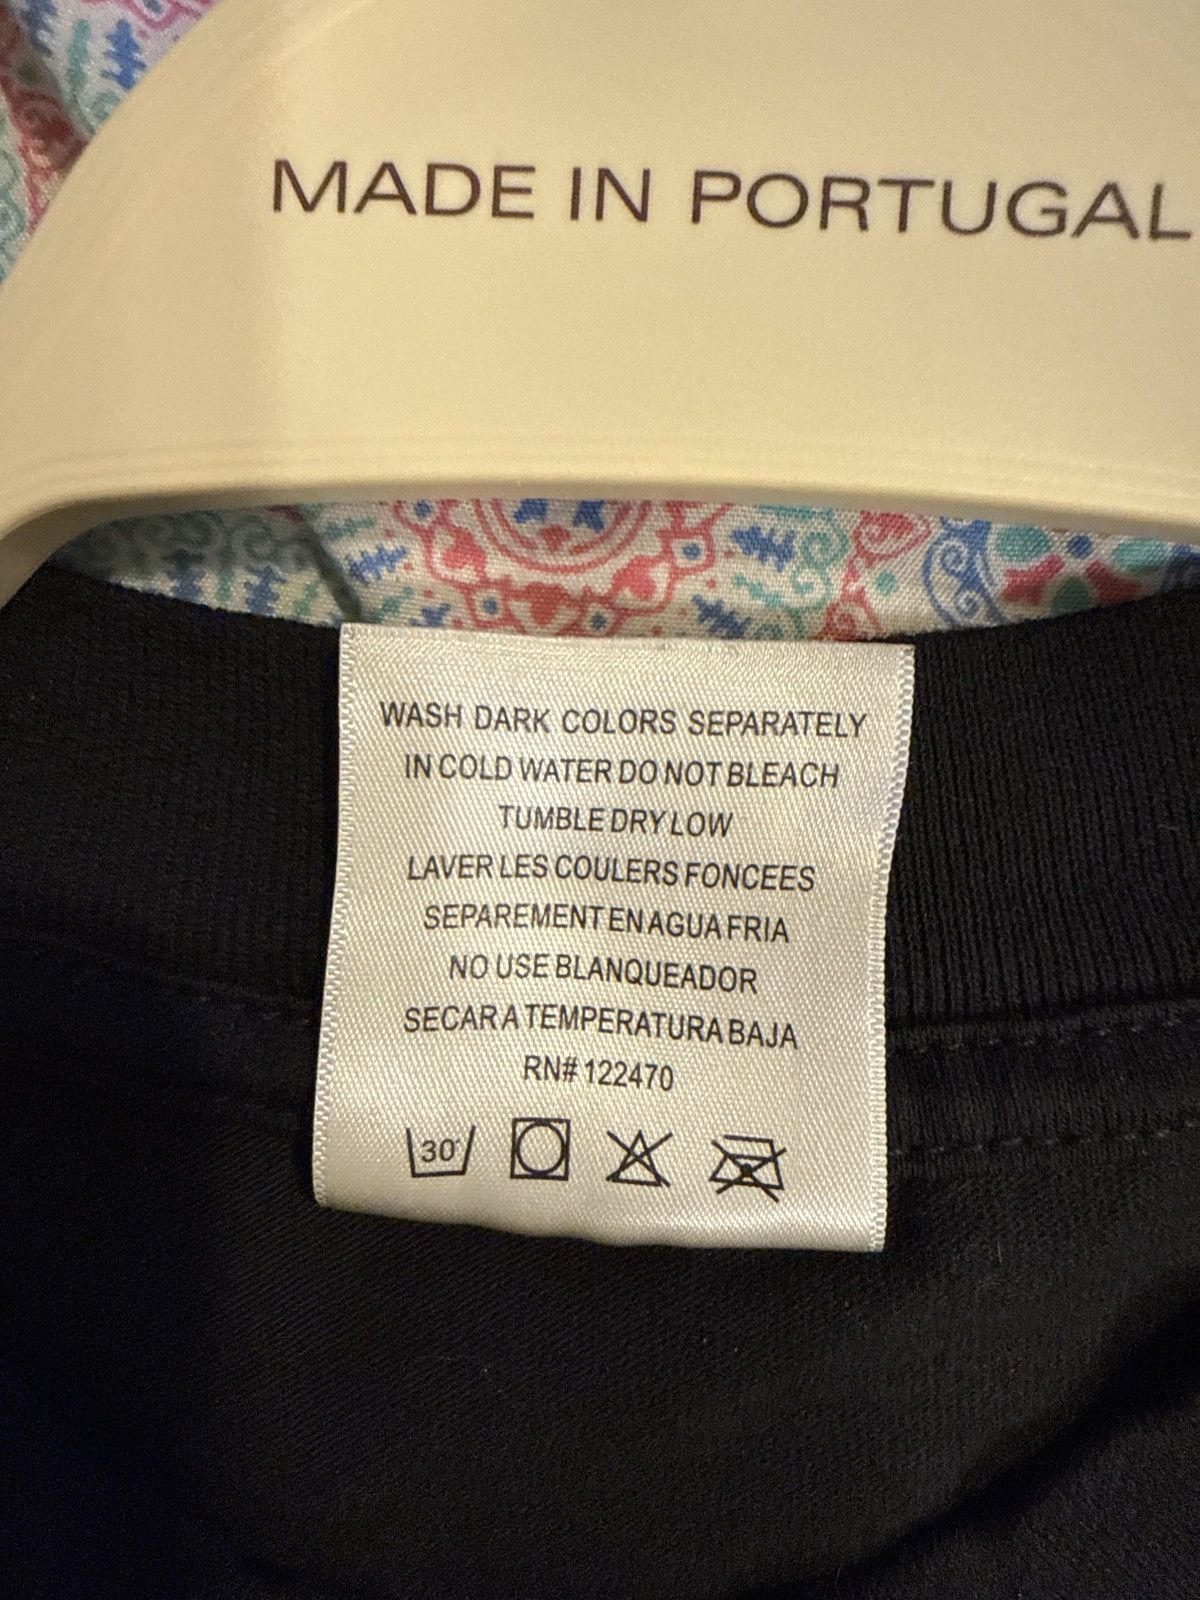 MADE IN PORTUGAL
WASH DARK COLORS SEPARATELY
IN COLD WATER DO NOT BLEACH
TUMBLE DRY LOW
LAVER LES COULERS FONCEES
SEPAREMENT EN AGUA FRIA
NO USE BLANQUEADOR
SECAR A TEMPERATURA BAJA
RN# 122470
30°